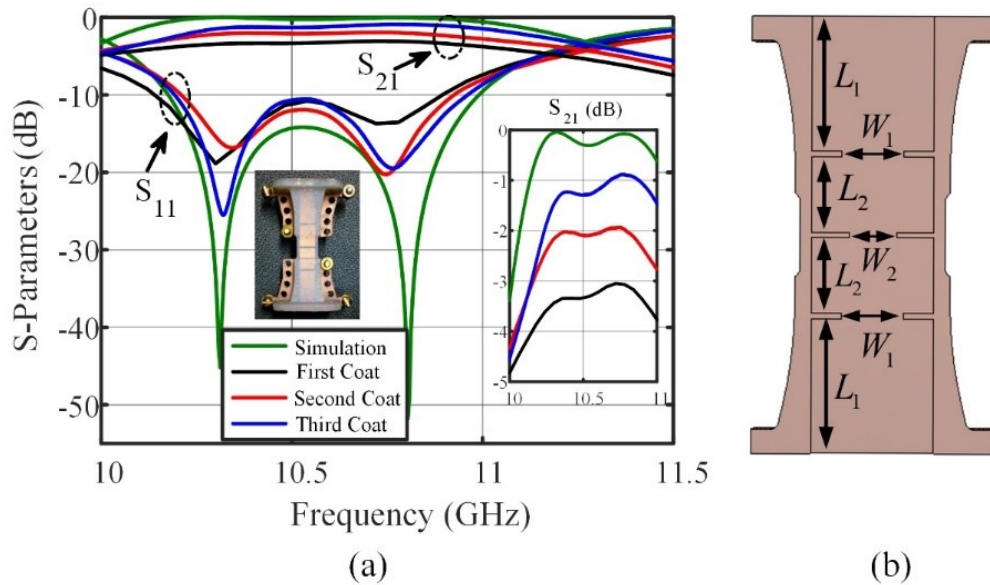 S-Parameters (dB)
0
-10
-20
-30
-40
-50
S₂₁
S₁₁
S₂₁ (dB)
0
-1
-2
-3
-4
-5
10
10.5
11
Simulation
First Coat
Second Coat
Third Coat
10
10.5
11
11.5
Frequency (GHz)
(a)
L₁
W₁
L₂
W₂
L₂
W₁
L₁
(b)